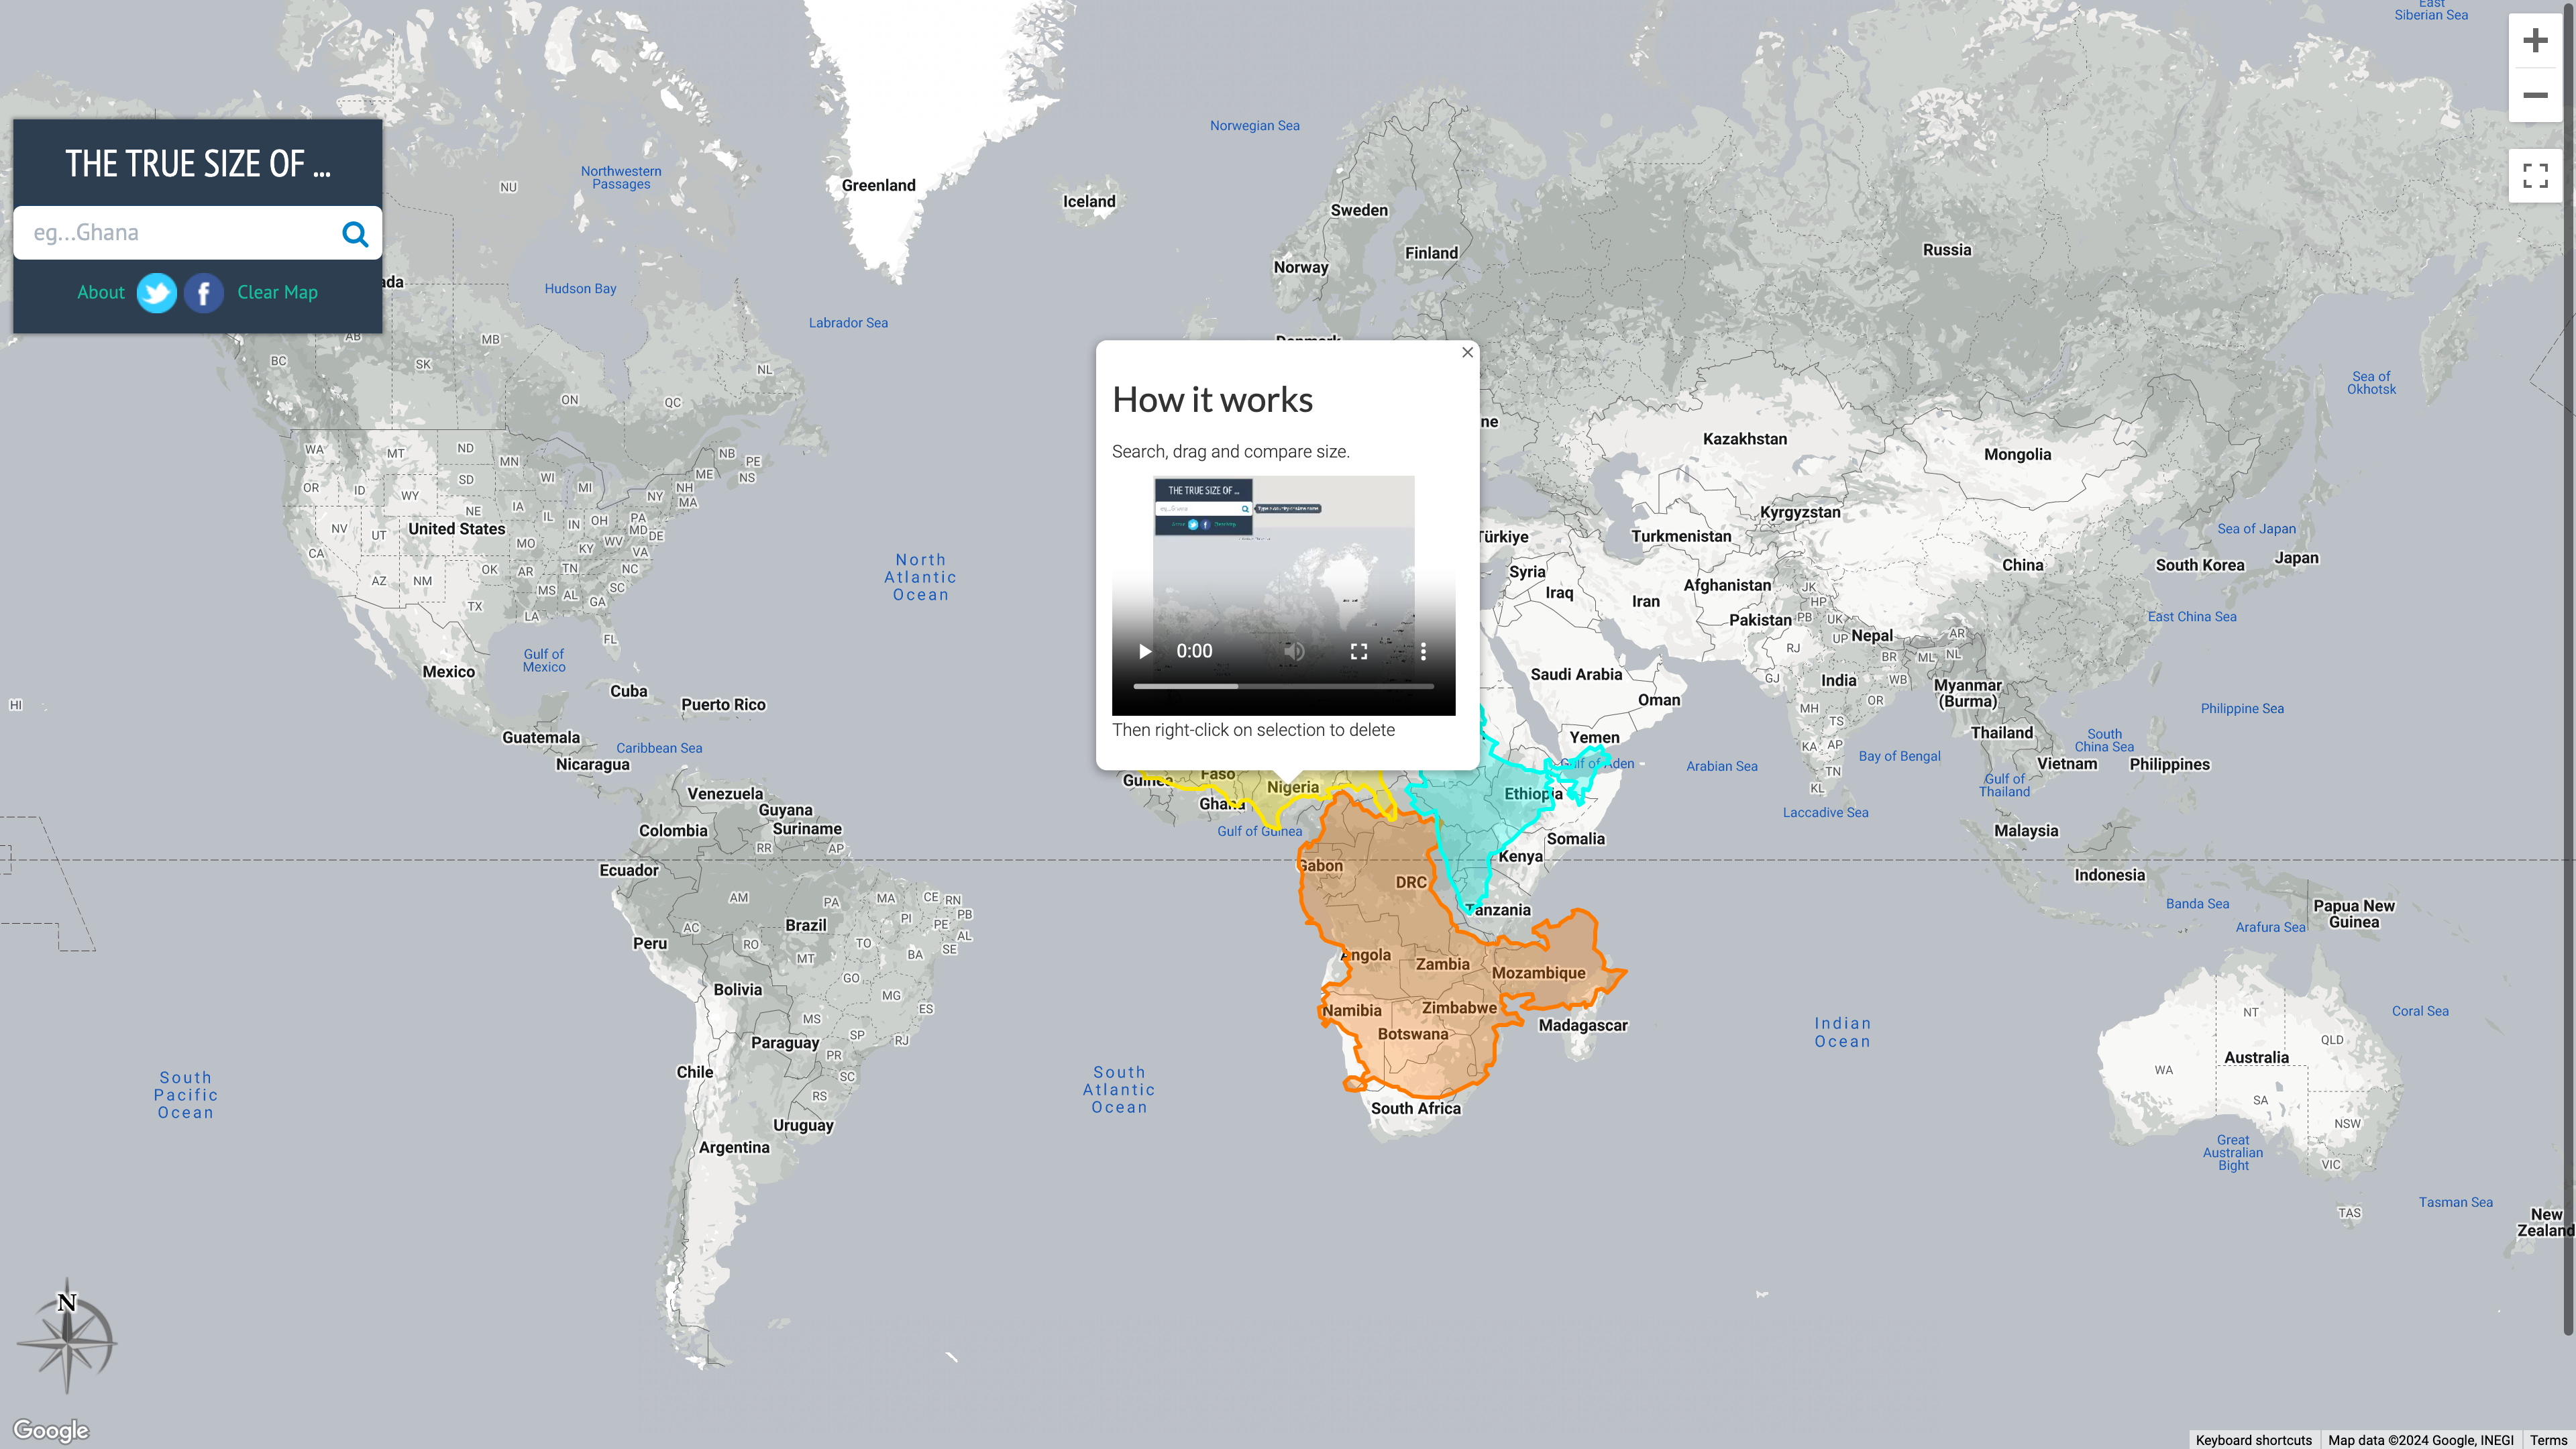 THE TRUE SIZE OF ...
eg...Ghana
About
Clear Map
East
Siberian Sea
Norwegian Sea
Northwestern
Passages
NU
Greenland
Iceland
Sweden
Finland
Norway
Russia
ada
Hudson Bay
Labrador Sea
AB
MB
BC
SK
NL
ON
QC
Sea of
Okhotsk
How it works
Search, drag and compare size.
THE TRUE SIZE OF ...
eg...Ghana
0:00
Then right-click on selection to delete
ne
Kazakhstan
Mongolia
WA
ND
MT
MN
NB
PE
ME
NS
SD
WI
OR
ID
WY
MI
NY
NH
MA
NE
IA
IL
IN
OH
PA
NV
UT
United States
MD
DE
CA
MO
KY
WV
VA
AZ
NM
OK
AR
TN
NC
MS
AL
SC
GA
TX
LA
FL
North
Atlantic
Ocean
Kyrgyzstan
Türkiye
Turkmenistan
Sea of Japan
Syria
China
South Korea
Japan
Iraq
Iran
Afghanistan
JK
HP
Pakistan
PB
UK
East China Sea
UP
Nepal
AR
RJ
BR
ML
NL
Gulf of
Mexico
Mexico
Cuba
Puerto Rico
HI
Saudi Arabia
GJ
India
WB
Myanmar
(Burma)
Oman
OR
MH
TS
Philippine Sea
Guatemala
Caribbean Sea
Nicaragua
Yemen
Thailand
South
China Sea
KA
AP
Bay of Bengal
Gulf of Aden
Arabian Sea
Vietnam
Philippines
TN
Gulf of
Thailand
KL
Laccadive Sea
Guinea
Faso
Nigeria
Ghana
Ethiopia
Gulf of Guinea
Venezuela
Guyana
Colombia
Suriname
RR
AP
Malaysia
Somalia
Kenya
Ecuador
Gabon
DRC
Indonesia
AM
PA
MA
CE
RN
PB
PI
PE
AL
Tanzania
Banda Sea
Papua New
Guinea
Arafura Sea
AC
Brazil
Peru
RO
TO
SE
MT
BA
Angola
Zambia
Mozambique
GO
Bolivia
MG
MS
ES
Namibia
Zimbabwe
Botswana
Madagascar
SP
RJ
Paraguay
PR
Indian
Ocean
NT
Coral Sea
QLD
Australia
WA
Chile
SC
RS
South
Pacific
Ocean
South
Atlantic
Ocean
SA
South Africa
Uruguay
NSW
Argentina
Great
Australian
Bight
VIC
Tasman Sea
TAS
New
Zealand
N
Google
Keyboard shortcuts
Map data ©2024 Google, INEGI
Terms